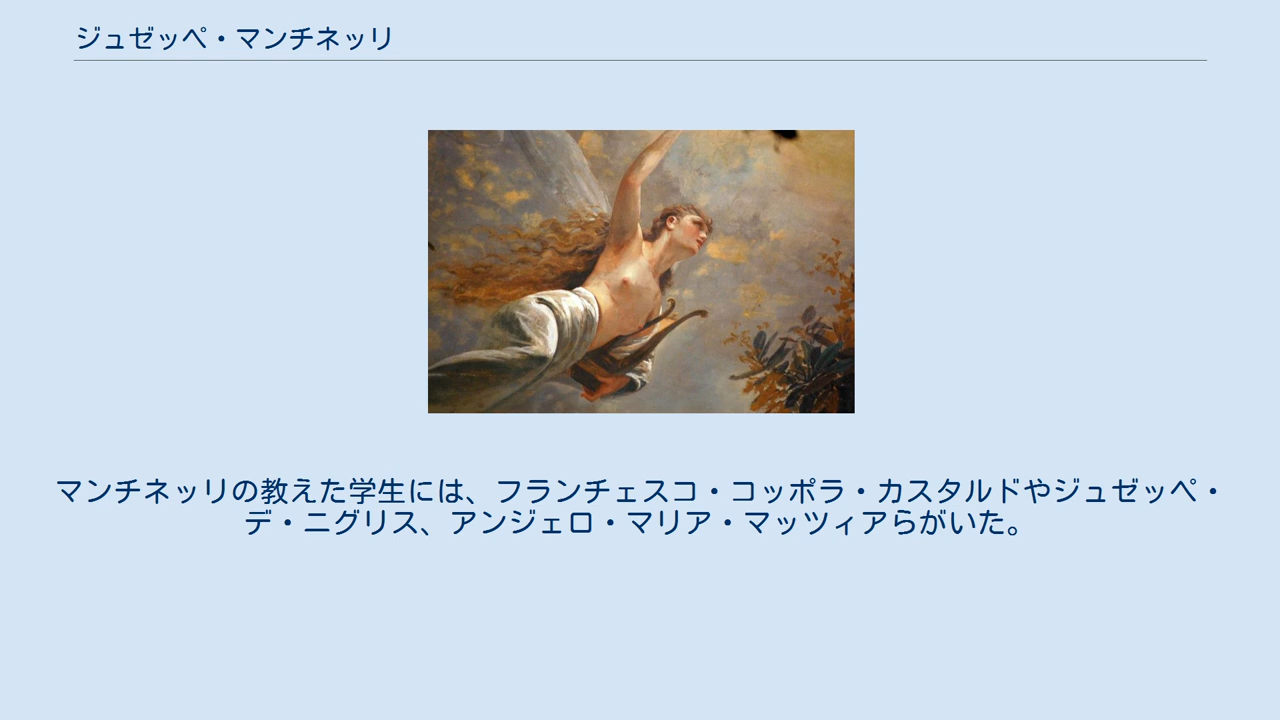 ジュゼッペ・マンチネッリ
マンチネッリの教えた学生には、フランチェスコ・コッポラ・カスタルドやジュゼッペ・
デ・ニグリス、アンジェロ・マリア・マッツィアらがいた。